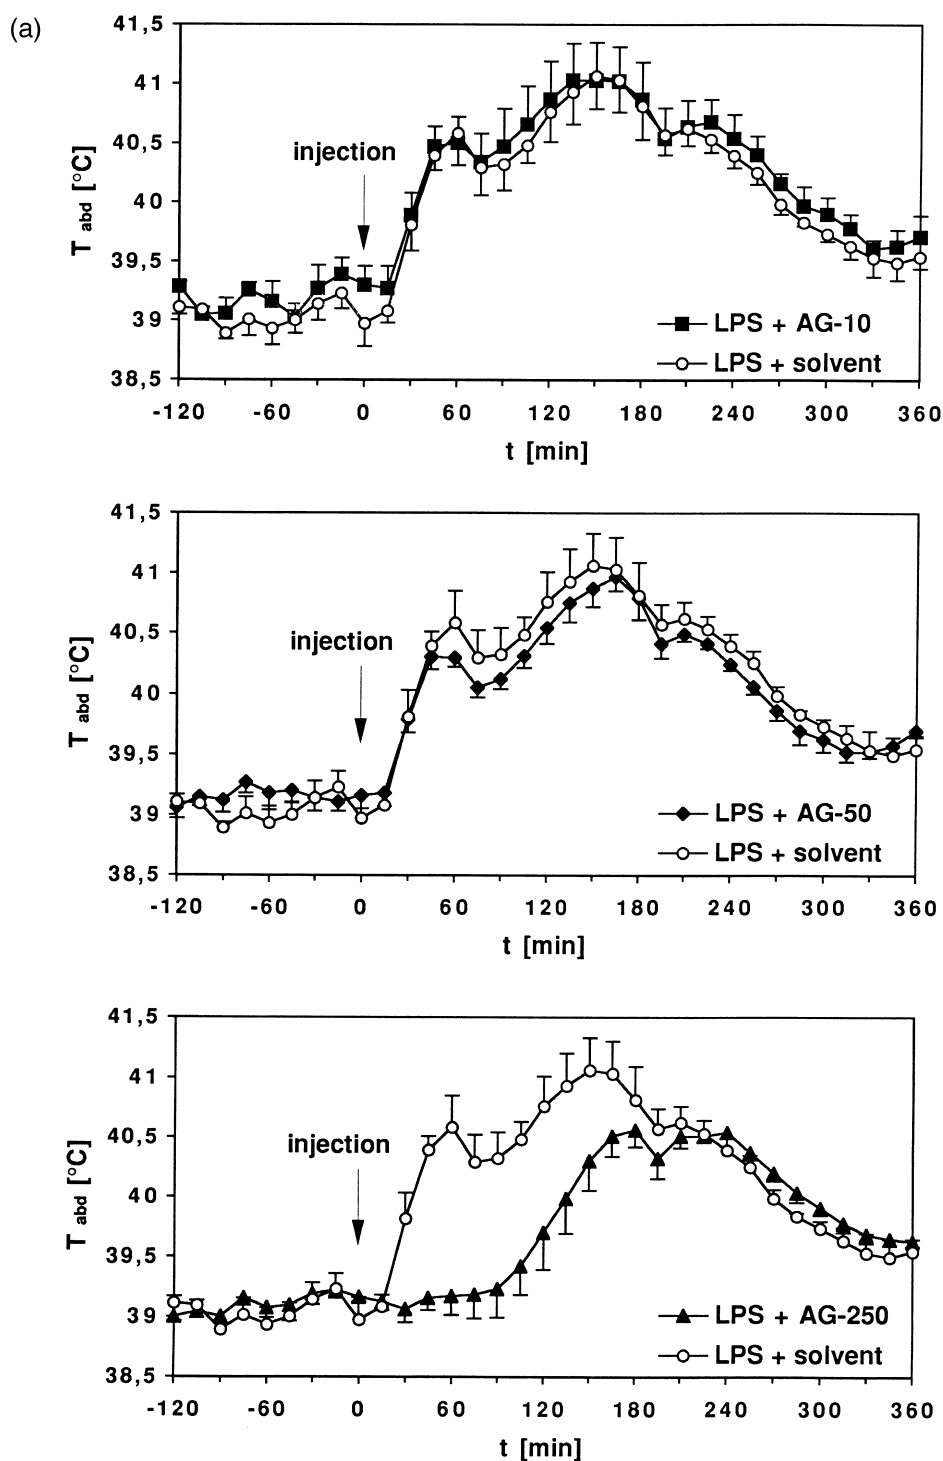 (a)
41,5
41
40,5
40
39,5
39
38,5
T abd [°C]
injection
LPS + AG-10
LPS + solvent
-120 -60 0 60 120 180 240 300 360
t [min]
41,5
41
40,5
40
39,5
39
38,5
T abd [°C]
injection
LPS + AG-50
LPS + solvent
-120 -60 0 60 120 180 240 300 360
t [min]
41,5
41
40,5
40
39,5
39
38,5
T abd [°C]
injection
LPS + AG-250
LPS + solvent
-120 -60 0 60 120 180 240 300 360
t [min]